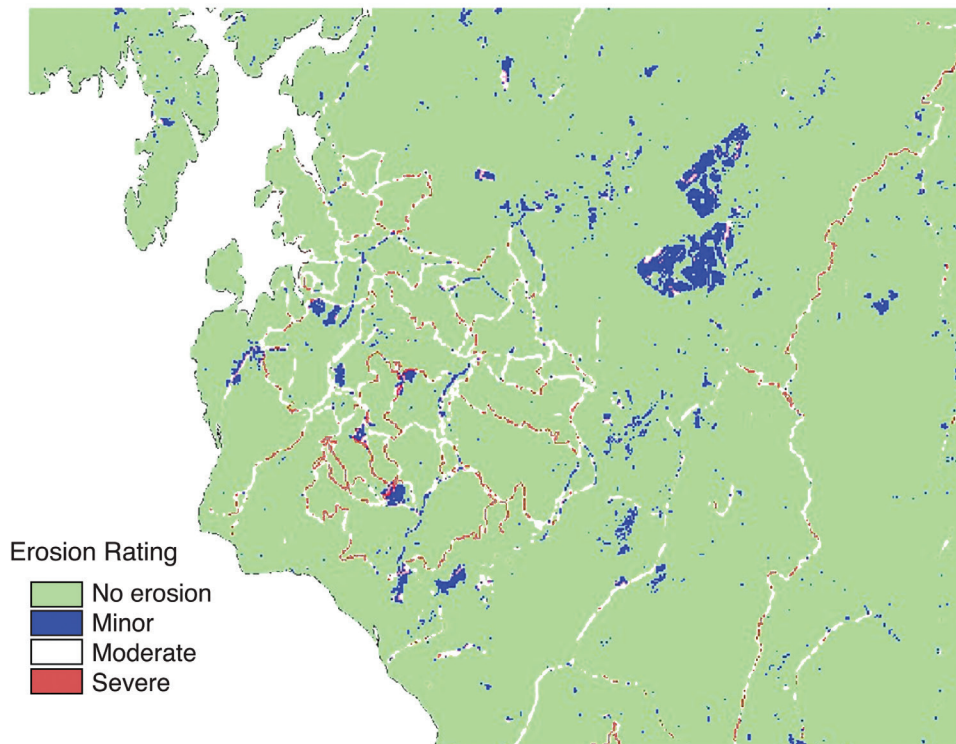 Erosion Rating
No erosion
Minor
Moderate
Severe